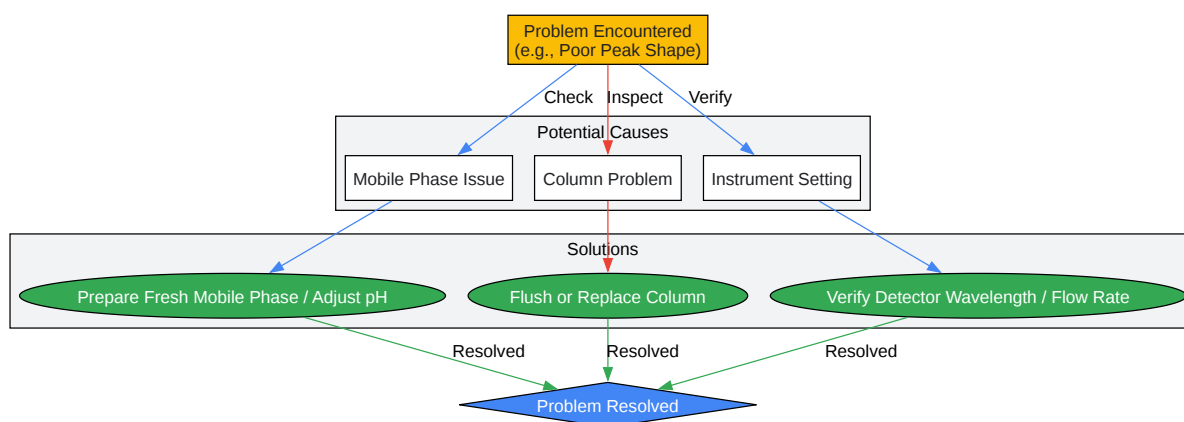 Problem Encountered
(e.g., Poor Peak Shape)
Check
Inspect
Verify
Potential Causes
Mobile Phase Issue
Column Problem
Instrument Setting
Solutions
Prepare Fresh Mobile Phase / Adjust pH
Flush or Replace Column
Verify Detector Wavelength / Flow Rate
Resolved
Resolved
Resolved
Problem Resolved